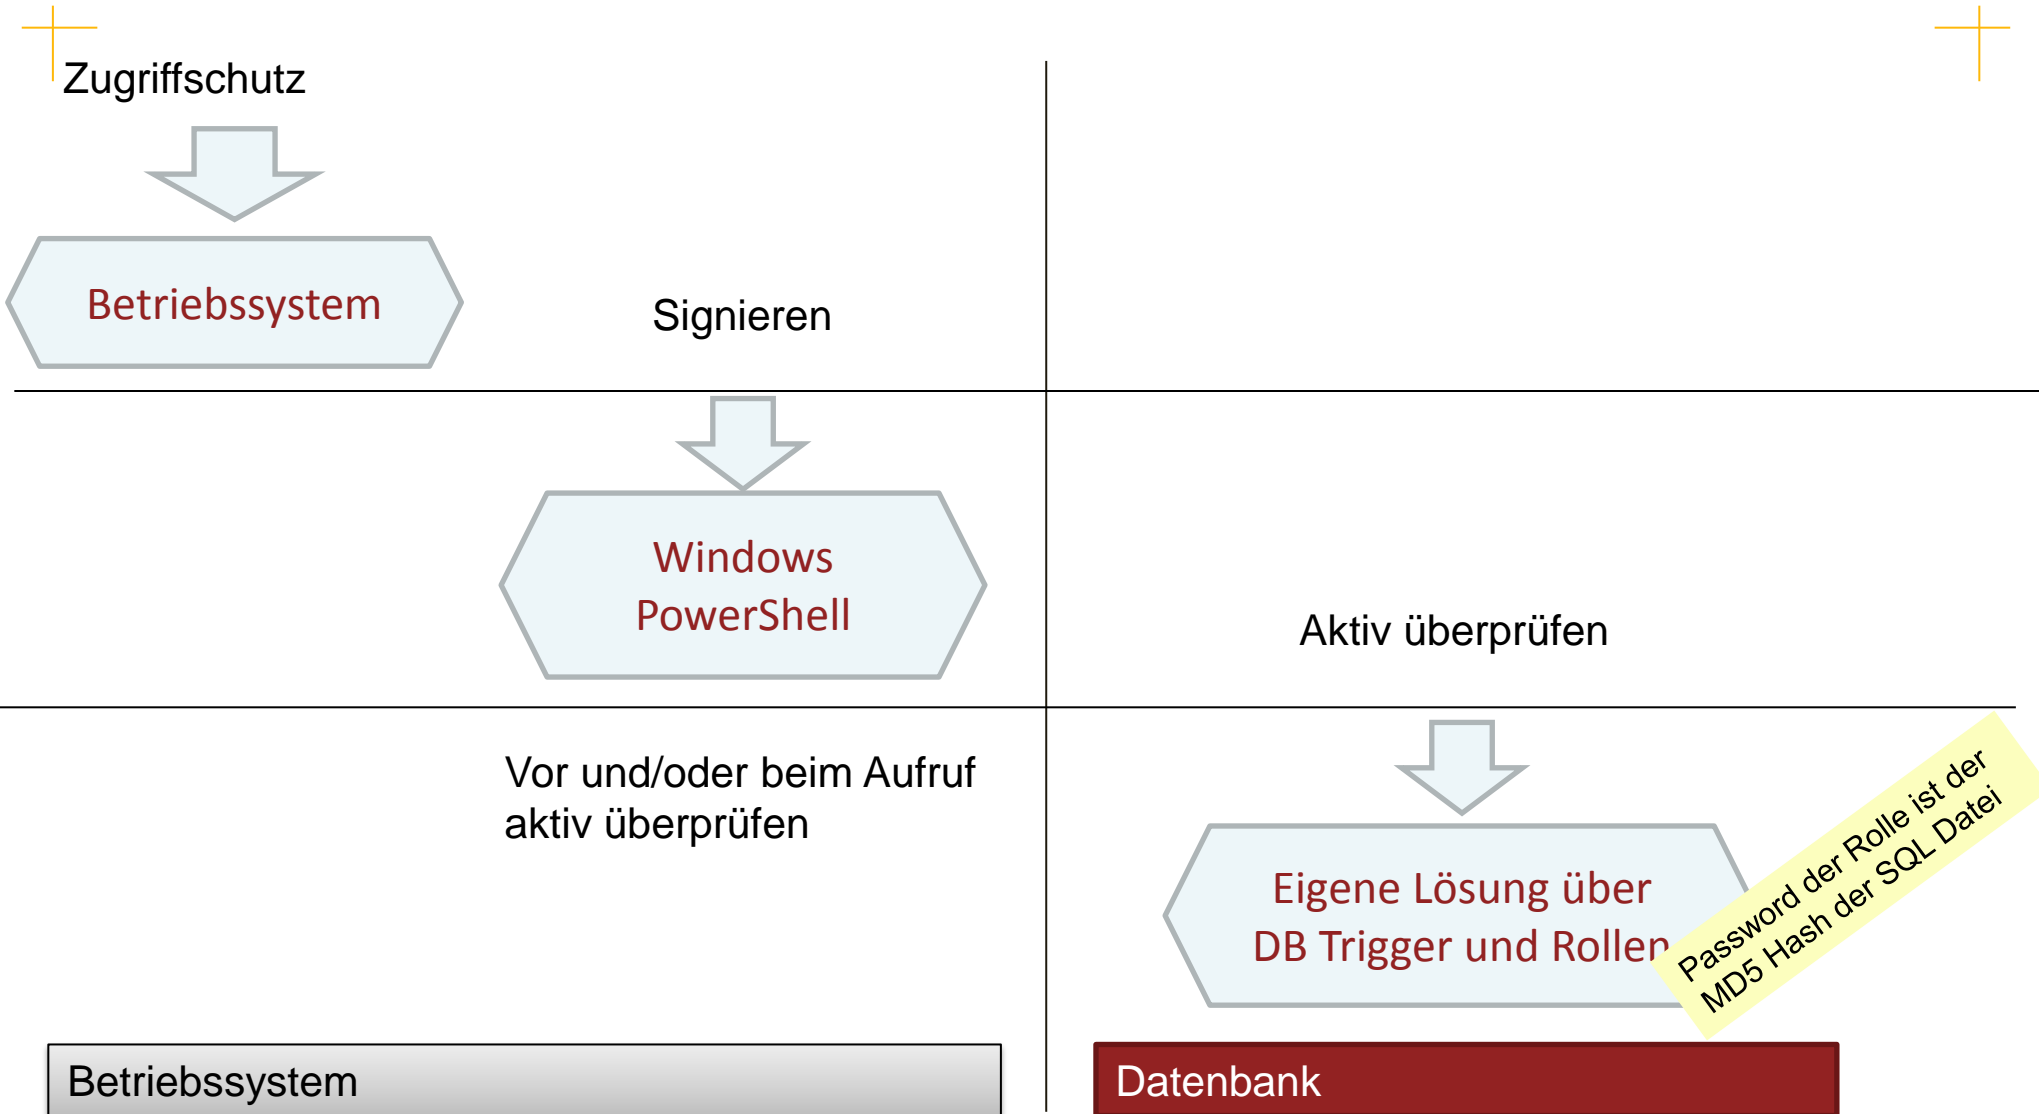 Zugriffschutz
Betriebssystem
Signieren
Windows
PowerShell
Aktiv überprüfen
Vor und/oder beim Aufruf
aktiv überprüfen
Eigene Lösung über
DB Trigger und Rollen
Password der Rolle ist der
MD5 Hash der SQL Datei
Betriebssystem
Datenbank